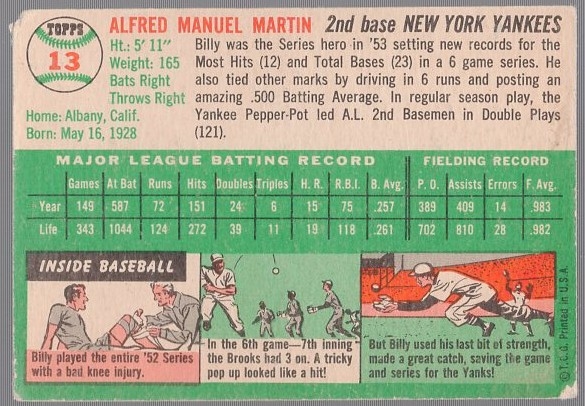 TOPPS
13
ALFRED MANUEL MARTIN 2nd base NEW YORK YANKEES
Ht.: 5' 11"
Weight: 165
Bats Right
Throws Right
Home: Albany, Calif.
Born: May 16, 1928
Billy was the Series hero in '53 setting new records for the
Most Hits (12) and Total Bases (23) in a 6 game series. He
also tied other marks by driving in 6 runs and posting an
amazing .500 Batting Average. In regular season play, the
Yankee Pepper-Pot led A.L. 2nd Basemen in Double Plays
(121).
MAJOR LEAGUE BATTING RECORD FIELDING RECORD
Games At Bat Runs Hits Doubles Triples H. R. R.B.I. B. Avg. P. O. Assists Errors F. Avg.
Year 149 587 72 151 24 6 15 75 .257 389 409 14 .983
Life 343 1044 124 272 39 11 19 118 .261 702 810 28 .982
INSIDE BASEBALL
Billy played the entire '52 Series
with a bad knee injury.
In the 6th game—7th inning
the Brooks had 3 on. A tricky
pop up looked like a hit!
But Billy used his last bit of strength,
made a great catch, saving the game
and series for the Yanks!
© T.C.G. Printed in U.S.A.